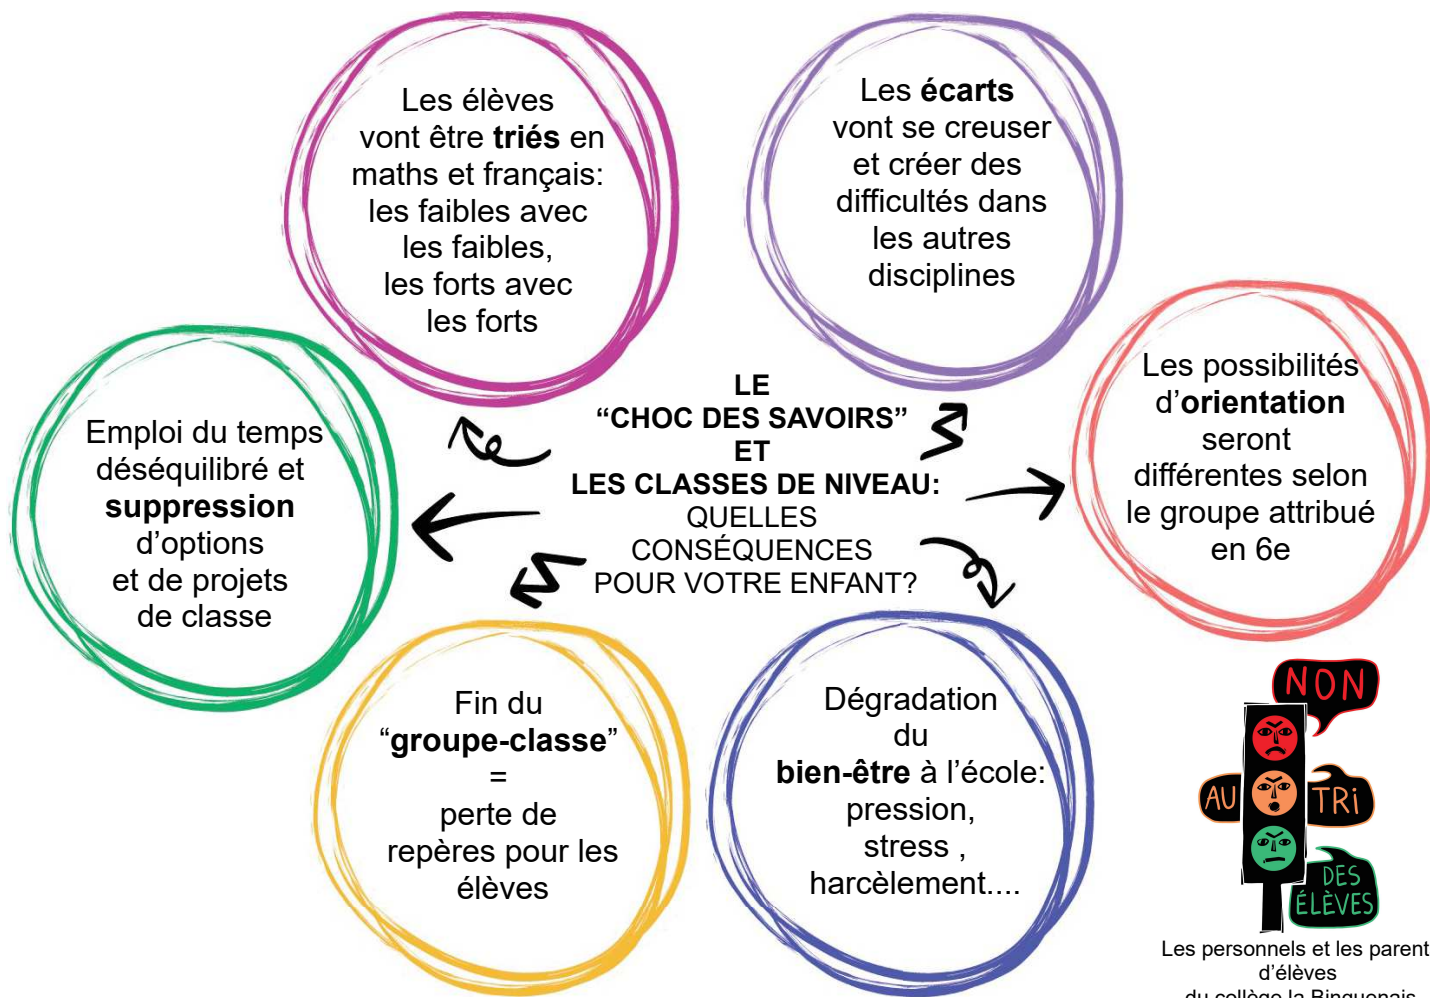 Les élèves
vont être triés en
maths et français:
les faibles avec
les faibles,
les forts avec
les forts
Les écarts
vont se creuser
et créer des
difficultés dans
les autres
disciplines
Emploi du temps
déséquilibré et
suppression
d’options
et de projets
de classe
LE
“CHOC DES SAVOIRS”
ET
LES CLASSES DE NIVEAU:
QUELLES
CONSÉQUENCES
POUR VOTRE ENFANT?
Les possibilités
d’orientation
seront
différentes selon
le groupe attribué
en 6e
Fin du
“groupe-classe”
=
perte de
repères pour les
élèves
Dégradation
du
bien-être à l’école:
pression,
stress ,
harcèlement....
NON
AU TRi
DES
ÉLÈVES
Les personnels et les parent
d’élèves
du collège la Binquenais